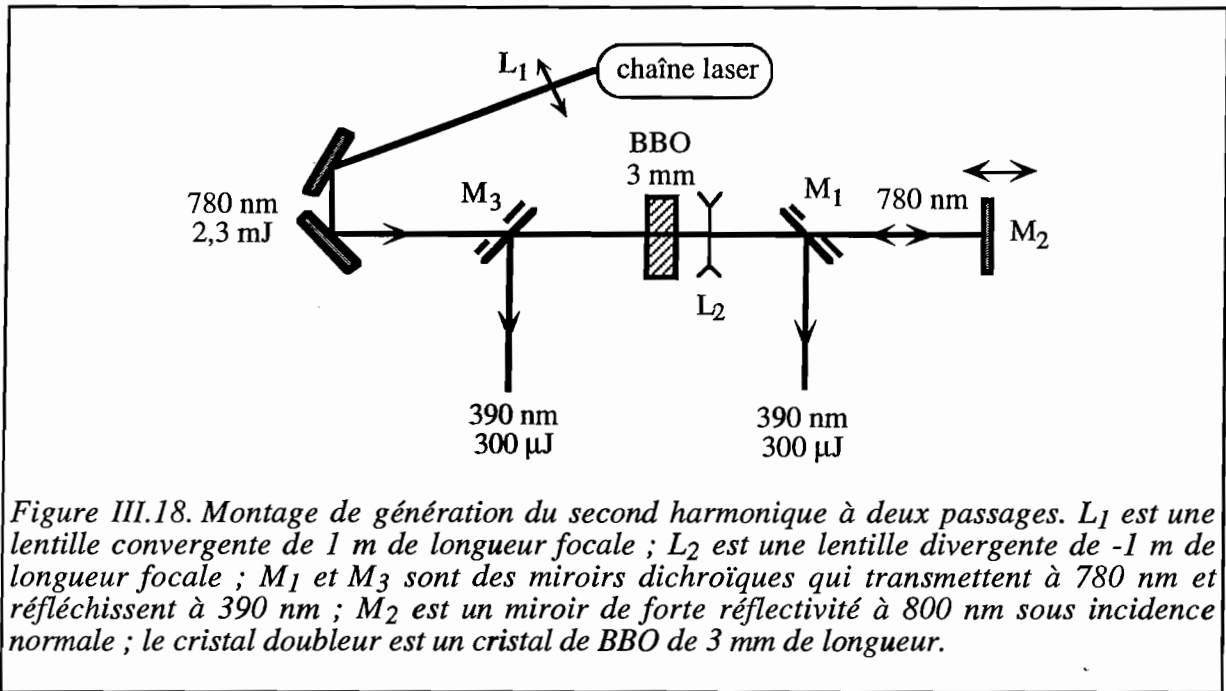 L1
chaîne laser
BBO
3 mm
M3
M1
780 nm
780 nm
2,3 mJ
M2
L2
390 nm
300 µJ
390 nm
300 µJ
Figure III.18. Montage de génération du second harmonique à deux passages. L1 est une
lentille convergente de 1 m de longueur focale ; L2 est une lentille divergente de -1 m de
longueur focale ; M1 et M3 sont des miroirs dichroïques qui transmettent à 780 nm et
réfléchissent à 390 nm ; M2 est un miroir de forte réflectivité à 800 nm sous incidence
normale ; le cristal doubleur est un cristal de BBO de 3 mm de longueur.